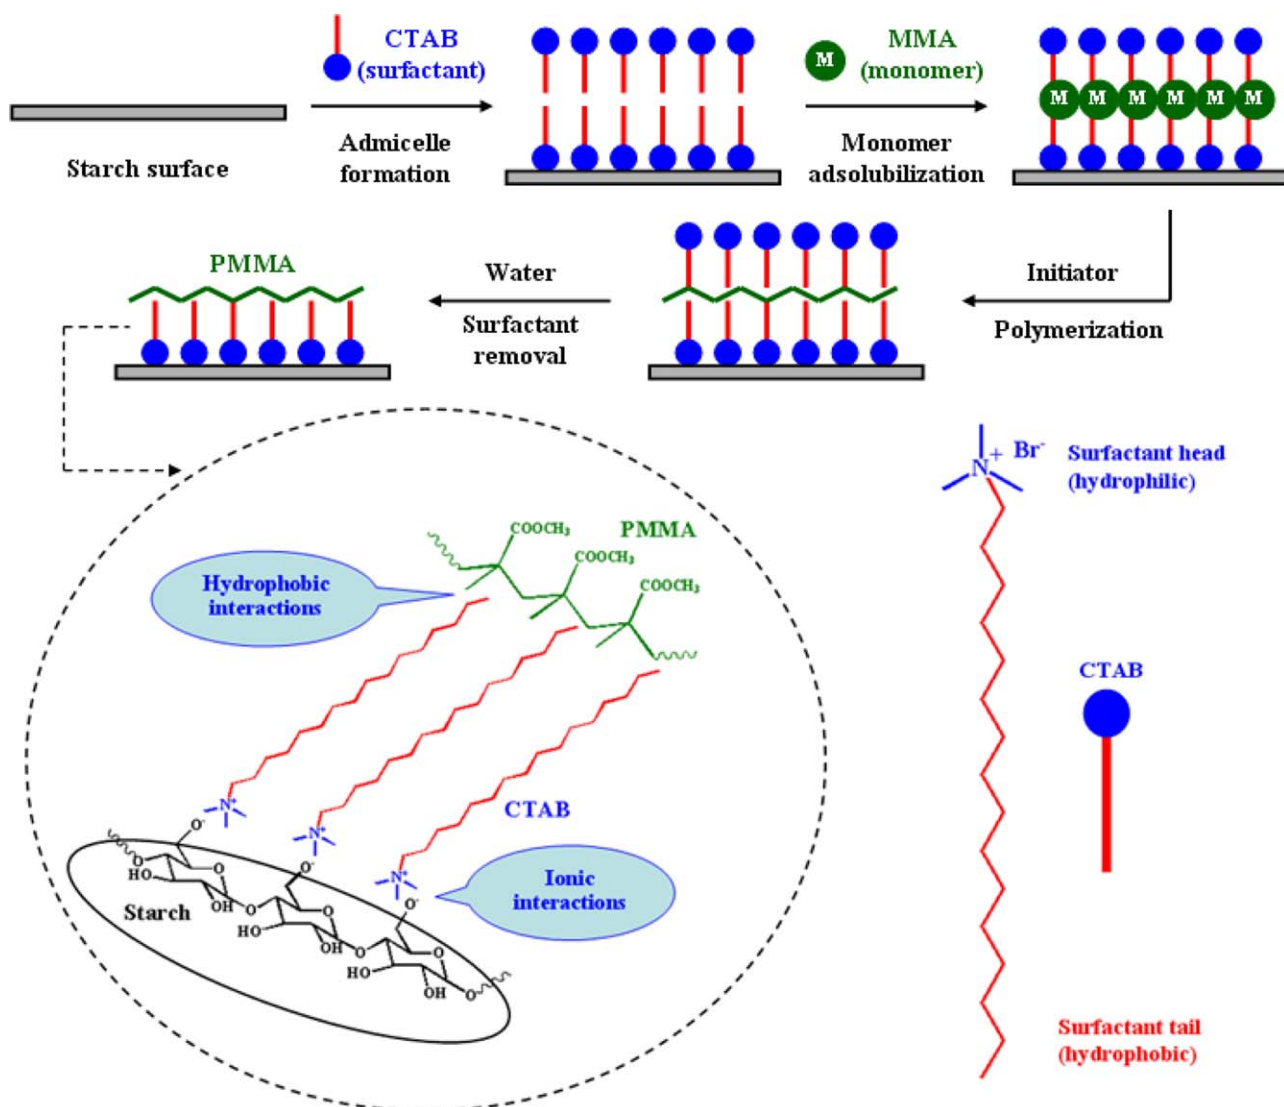 CTAB
(surfactant)
MMA
(monomer)
M
M M M M M M
Starch surface
Admicelle
formation
Monomer
adsolubilization
PMMA
Water
Surfactant
removal
Initiator
Polymerization
N+ Br-
Surfactant head
(hydrophilic)
PMMA
COOCH3
COOCH3
COOCH3
Hydrophobic
interactions
CTAB
N+
N+
N+
CTAB
O-
O-
O-
Ionic
interactions
Starch
O
O
HO
OH
O
O
HO
OH
O
O
HO
OH
O
Surfactant tail
(hydrophobic)